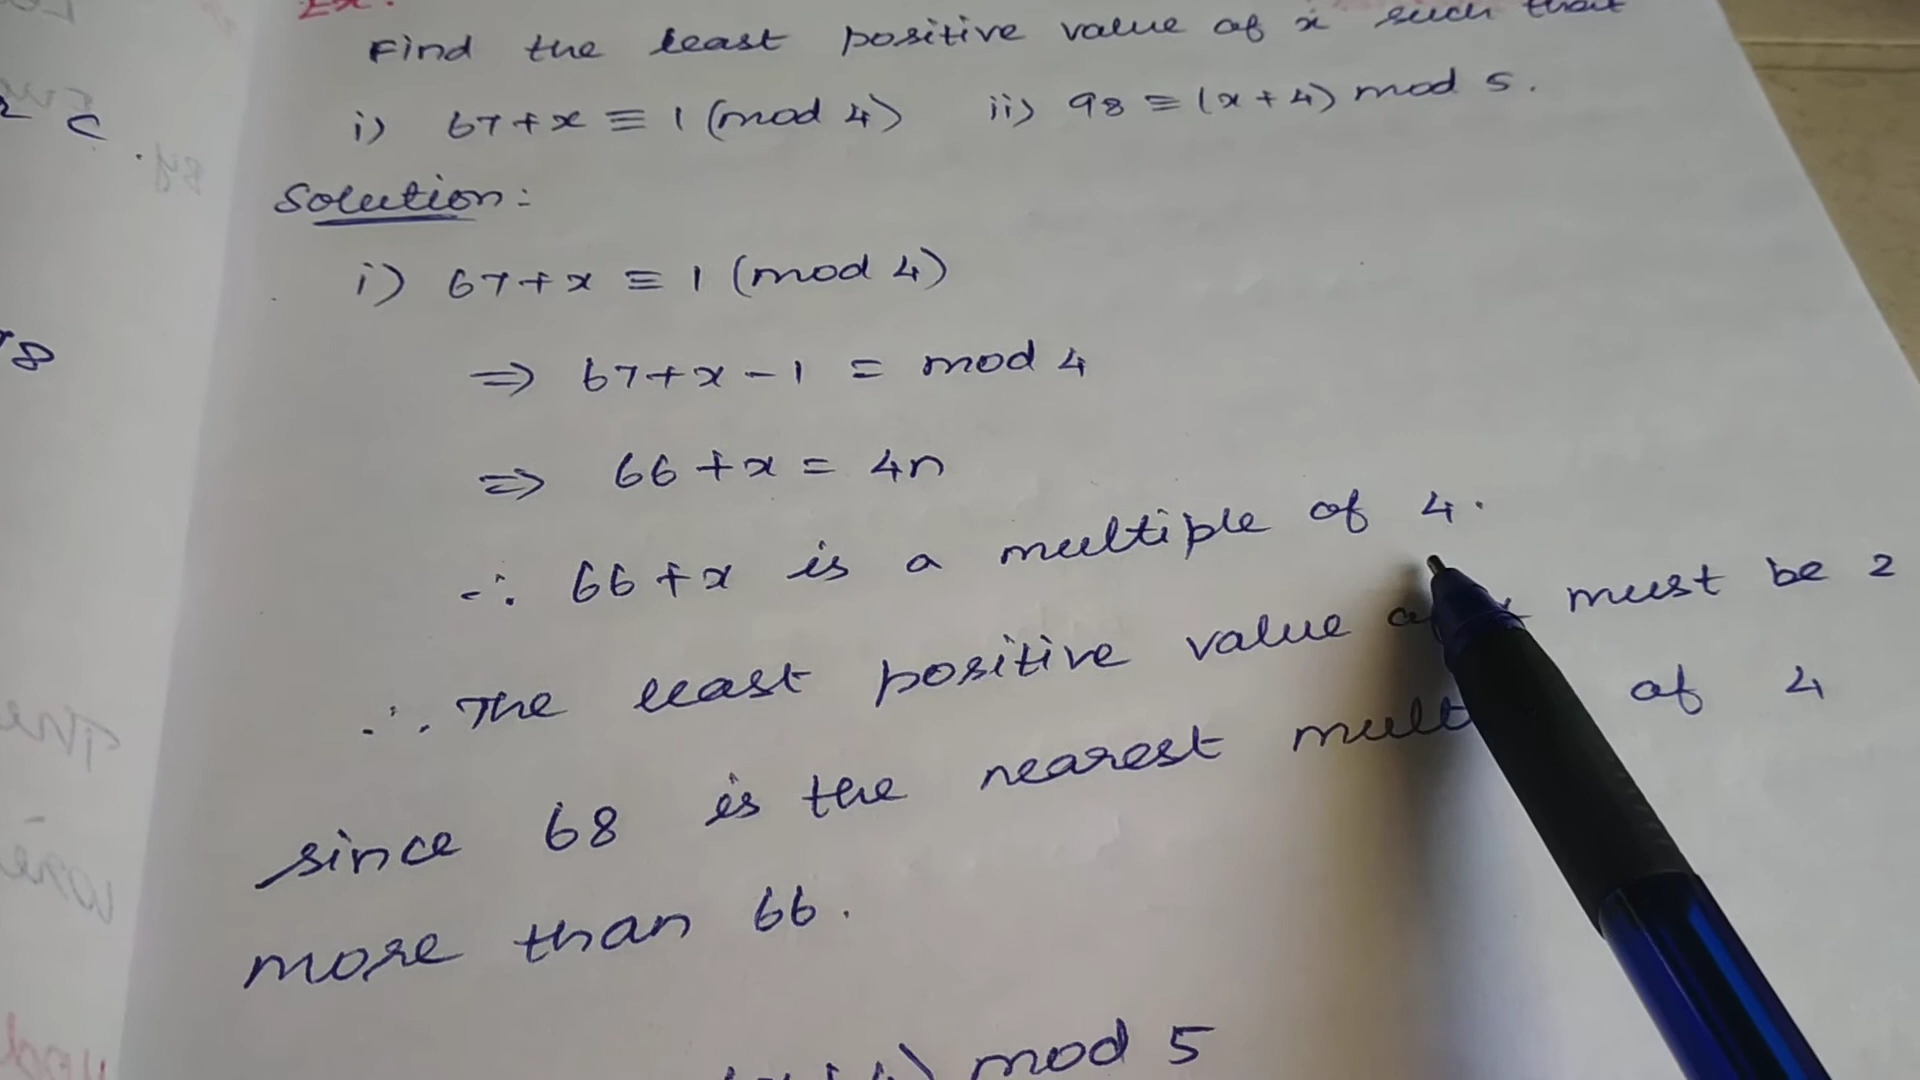 Ex:
Find the least positive value of x such that
i) 67+x ≡ 1 (mod 4) ii) 98 ≡ (x+4) mod 5.
Solution:
i) 67+x ≡ 1 (mod 4)
⇒ 67+x-1 = mod 4
⇒ 66+x = 4n
∴ 66+x is a multiple of 4.
∴ The least positive value must be 2
since 68 is the nearest of 4
more than 66.
mod 5